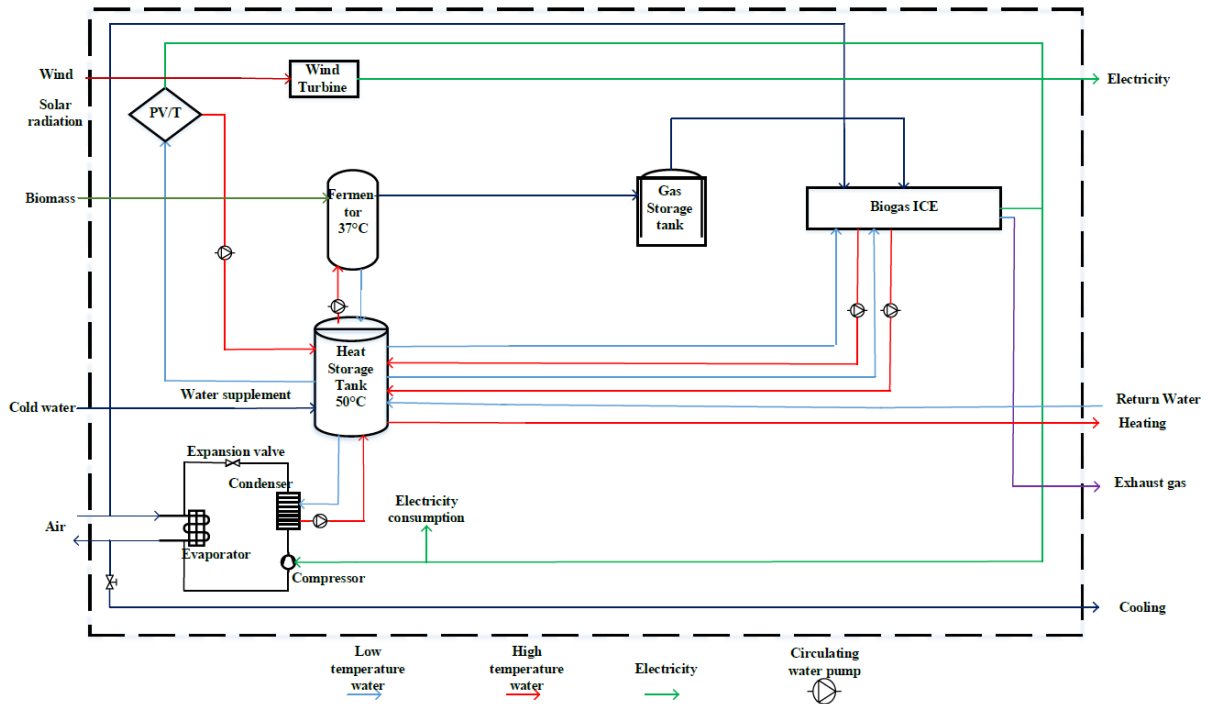 Wind
Solar
radiation
PV/T
Wind
Turbine
Electricity
Biomass
Fermen
tor
37°C
Gas
Storage
tank
Biogas ICE
Heat
Storage
Tank
50°C
Water supplement
Cold water
Return Water
Heating
Expansion valve
Condenser
Electricity
consumption
Exhaust gas
Air
Evaporator
Compressor
Cooling
Low
temperature
water
High
temperature
water
Electricity
Circulating
water pump